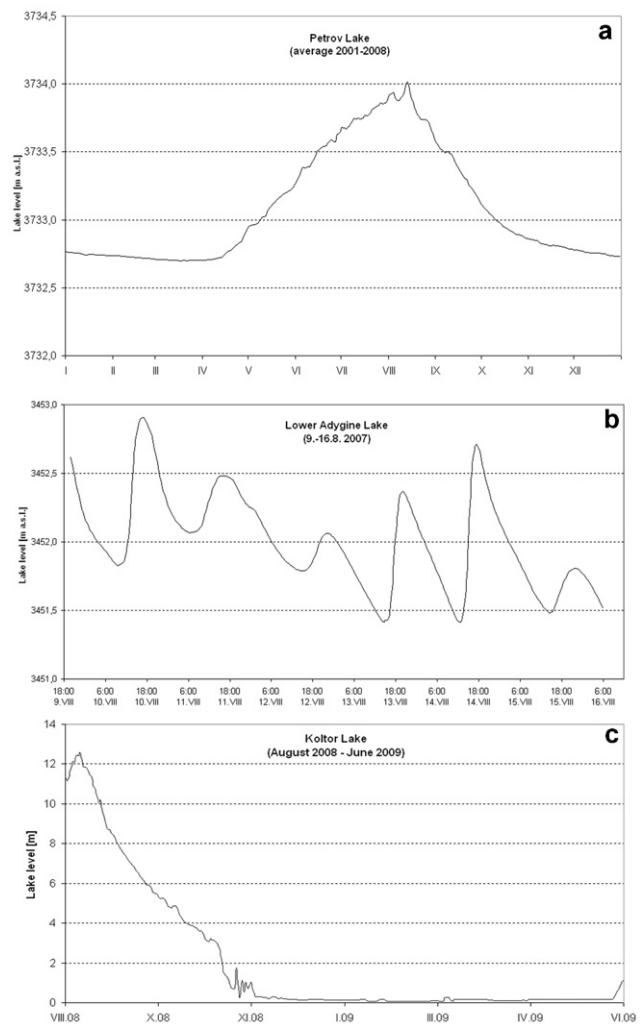 a
Petrov Lake
(average 2001-2008)
Lake level [m a.s.l.]
3734,5
3734,0
3733,5
3733,0
3732,5
3732,0
I II III IV V VI VII VIII IX X XI XII
b
Lower Adygine Lake
(9.-16.8. 2007)
Lake level [m a.s.l.]
3453,0
3452,5
3452,0
3451,5
3451,0
18:00 6:00 18:00 6:00 18:00 6:00 18:00 6:00 18:00 6:00 18:00 6:00 18:00 6:00
9.VIII 10.VIII 10.VIII 11.VIII 11.VIII 12.VIII 12.VIII 13.VIII 13.VIII 14.VIII 14.VIII 15.VIII 15.VIII 16.VIII
c
Koltor Lake
(August 2008 - June 2009)
Lake level [m]
14
12
10
8
6
4
2
0
VIII.08 X.08 XI.08 I.09 III.09 IV.09 VI.09